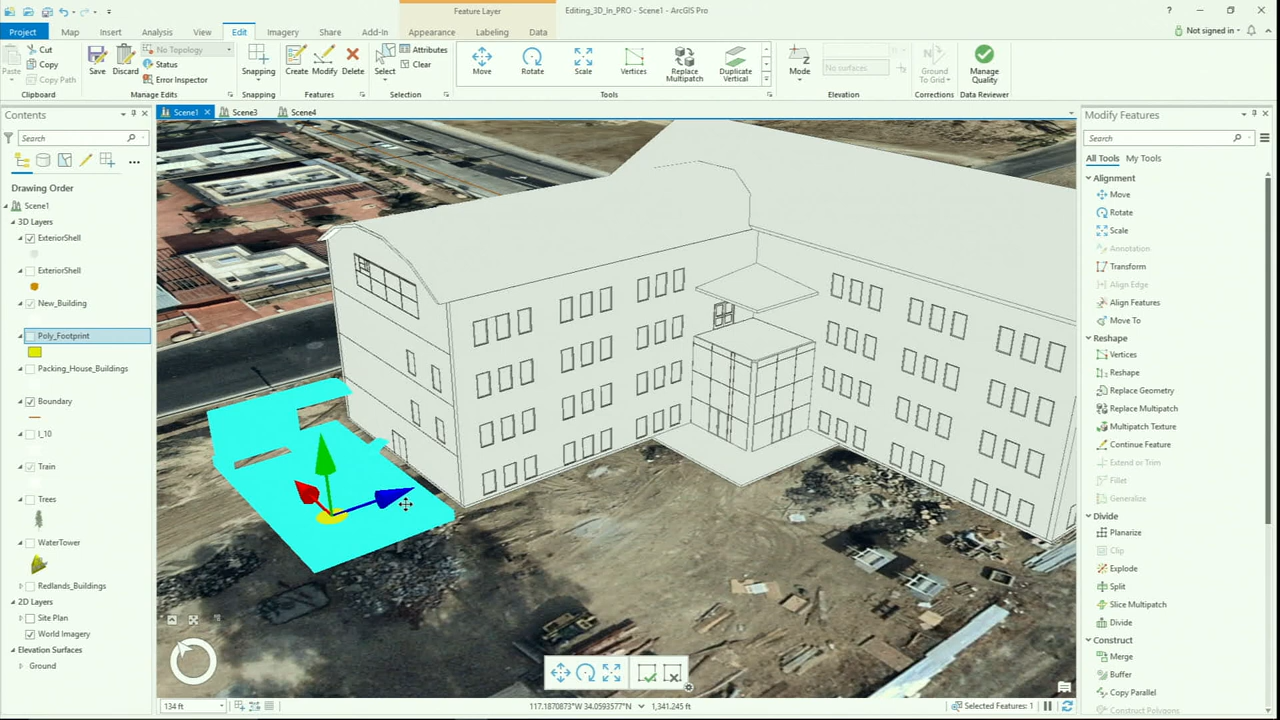 Feature Layer
Editing_3D_In_PRO - Scene1 - ArcGIS Pro
Project Map Insert Analysis View Edit Imagery Share Add-In Appearance Labeling Data
Not signed in
Paste
Cut
Copy
Copy Path
Clipboard
Save
Discard
No Topology
Status
Error Inspector
Manage Edits
Snapping
Snapping
Create
Modify
Delete
Features
Select
Attributes
Clear
Selection
Move
Rotate
Scale
Vertices
Replace
Multipatch
Duplicate
Vertical
Tools
Mode
No surfaces
Elevation
Ground
To Grid
Corrections
Manage
Quality
Data Reviewer
Contents
Search
Drawing Order
Scene1
3D Layers
ExteriorShell
ExteriorShell
New_Building
Poly_Footprint
Packing_House_Buildings
Boundary
I_10
Train
Trees
WaterTower
Redlands_Buildings
2D Layers
Site Plan
World Imagery
Elevation Surfaces
Ground
Scene1
Scene3
Scene4
134 ft
117.1870873°W 34.0593577°N
1,341.245 ft
Selected Features: 1
Modify Features
Search
All Tools My Tools
Alignment
Move
Rotate
Scale
Annotation
Transform
Align Edge
Align Features
Move To
Reshape
Vertices
Reshape
Replace Geometry
Replace Multipatch
Multipatch Texture
Continue Feature
Extend or Trim
Fillet
Generalize
Divide
Planarize
Clip
Explode
Split
Slice Multipatch
Divide
Construct
Merge
Buffer
Copy Parallel
Construct Polygons